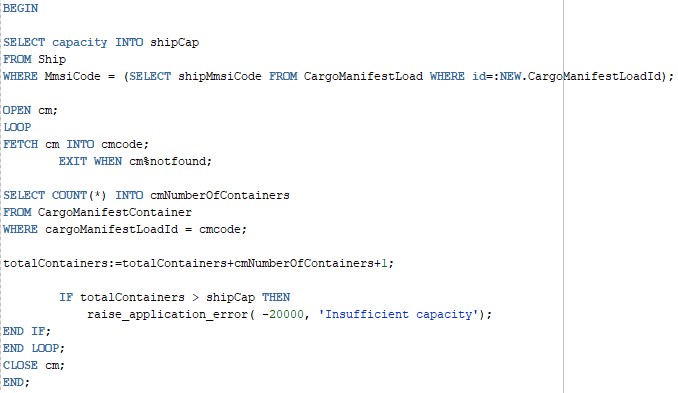 BEGIN
SELECT capacity INTO shipCap
FROM Ship
WHERE MmsiCode = (SELECT shipMmsiCode FROM CargoManifestLoad WHERE id=:NEW.CargoManifestLoadId);
OPEN cm;
LOOP
FETCH cm INTO cmcode;
EXIT WHEN cm%notfound;
SELECT COUNT(*) INTO cmNumberOfContainers
FROM CargoManifestContainer
WHERE cargoManifestLoadId = cmcode;
totalContainers:=totalContainers+cmNumberOfContainers+1;
IF totalContainers > shipCap THEN
raise_application_error( -20000, 'Insufficient capacity');
END IF;
END LOOP;
CLOSE cm;
END;